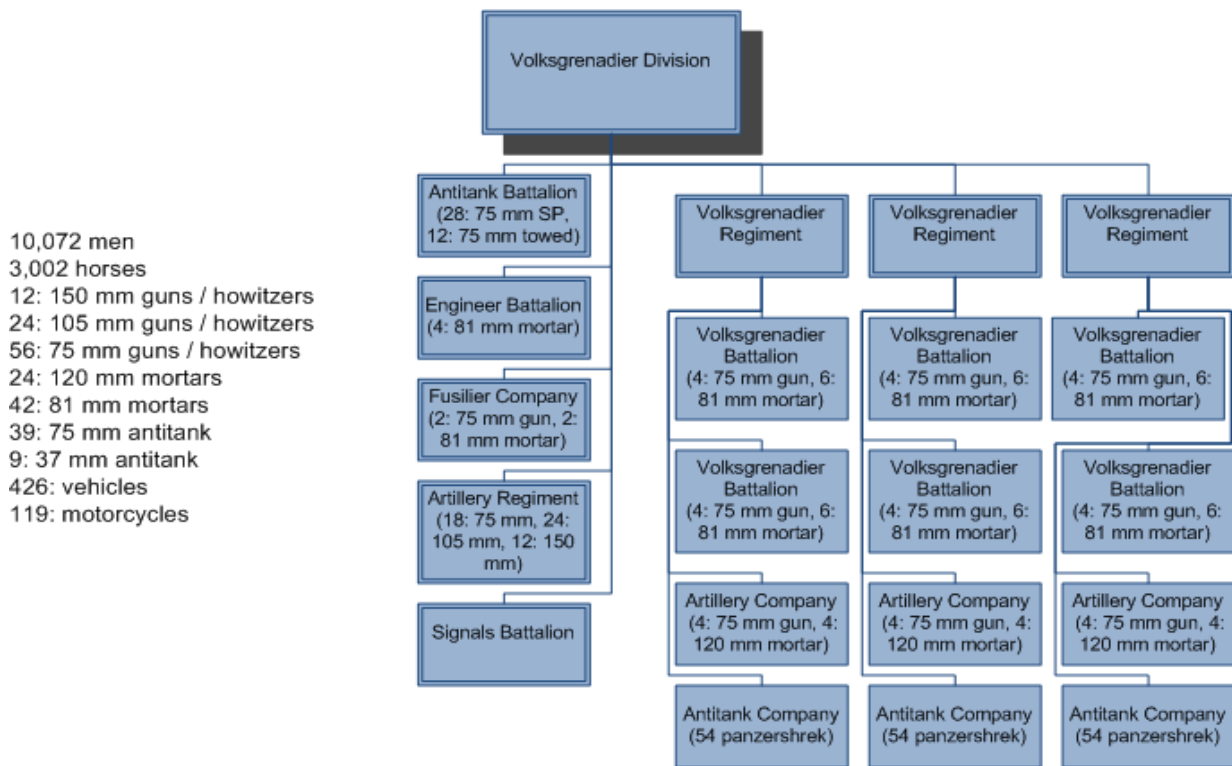 Volksgrenadier Division
10,072 men
3,002 horses
12: 150 mm guns / howitzers
24: 105 mm guns / howitzers
56: 75 mm guns / howitzers
24: 120 mm mortars
42: 81 mm mortars
39: 75 mm antitank
9: 37 mm antitank
426: vehicles
119: motorcycles
Antitank Battalion
(28: 75 mm SP,
12: 75 mm towed)
Engineer Battalion
(4: 81 mm mortar)
Fusilier Company
(2: 75 mm gun, 2:
81 mm mortar)
Artillery Regiment
(18: 75 mm, 24:
105 mm, 12: 150
mm)
Signals Battalion
Volksgrenadier
Regiment
Volksgrenadier
Battalion
(4: 75 mm gun, 6:
81 mm mortar)
Volksgrenadier
Battalion
(4: 75 mm gun, 6:
81 mm mortar)
Artillery Company
(4: 75 mm gun, 4:
120 mm mortar)
Antitank Company
(54 panzershrek)
Volksgrenadier
Regiment
Volksgrenadier
Battalion
(4: 75 mm gun, 6:
81 mm mortar)
Volksgrenadier
Battalion
(4: 75 mm gun, 6:
81 mm mortar)
Artillery Company
(4: 75 mm gun, 4:
120 mm mortar)
Antitank Company
(54 panzershrek)
Volksgrenadier
Regiment
Volksgrenadier
Battalion
(4: 75 mm gun, 6:
81 mm mortar)
Volksgrenadier
Battalion
(4: 75 mm gun, 6:
81 mm mortar)
Artillery Company
(4: 75 mm gun, 4:
120 mm mortar)
Antitank Company
(54 panzershrek)